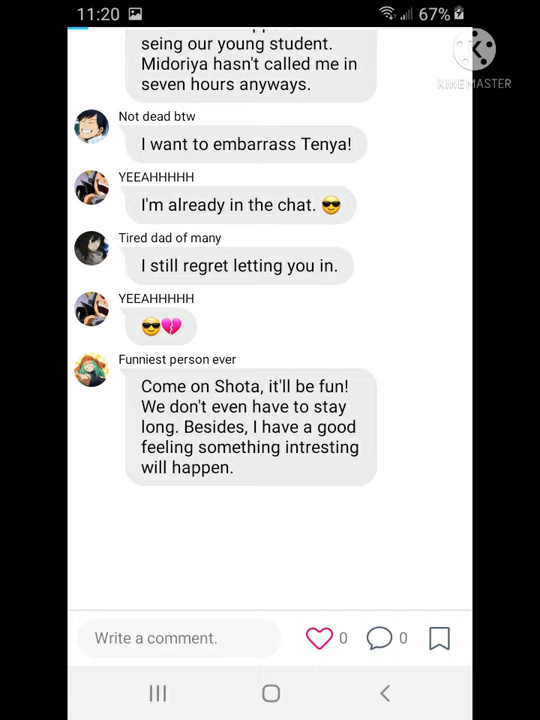 11:20
67%
KINEMASTER
seing our young student.
Midoriya hasn't called me in
seven hours anyways.
Not dead btw
I want to embarrass Tenya!
YEEAHHHHH
I'm already in the chat. 😎
Tired dad of many
I still regret letting you in.
YEEAHHHHH
😎💔
Funniest person ever
Come on Shota, it'll be fun!
We don't even have to stay
long. Besides, I have a good
feeling something intresting
will happen.
Write a comment.
0
0